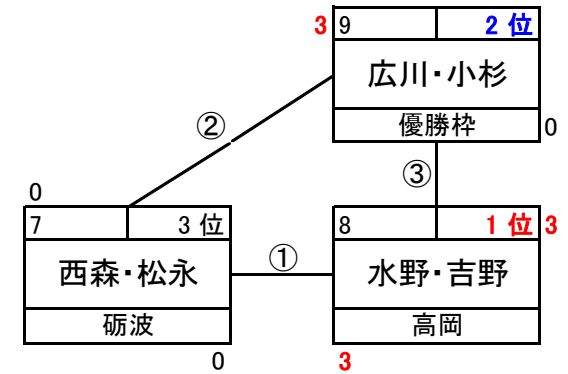 3 9 2 位
広川・小杉
② 優勝枠 0
③
0
7 3 位 8 1 位 3
西森・松永 ① 水野・吉野
砺波 高岡
0 3